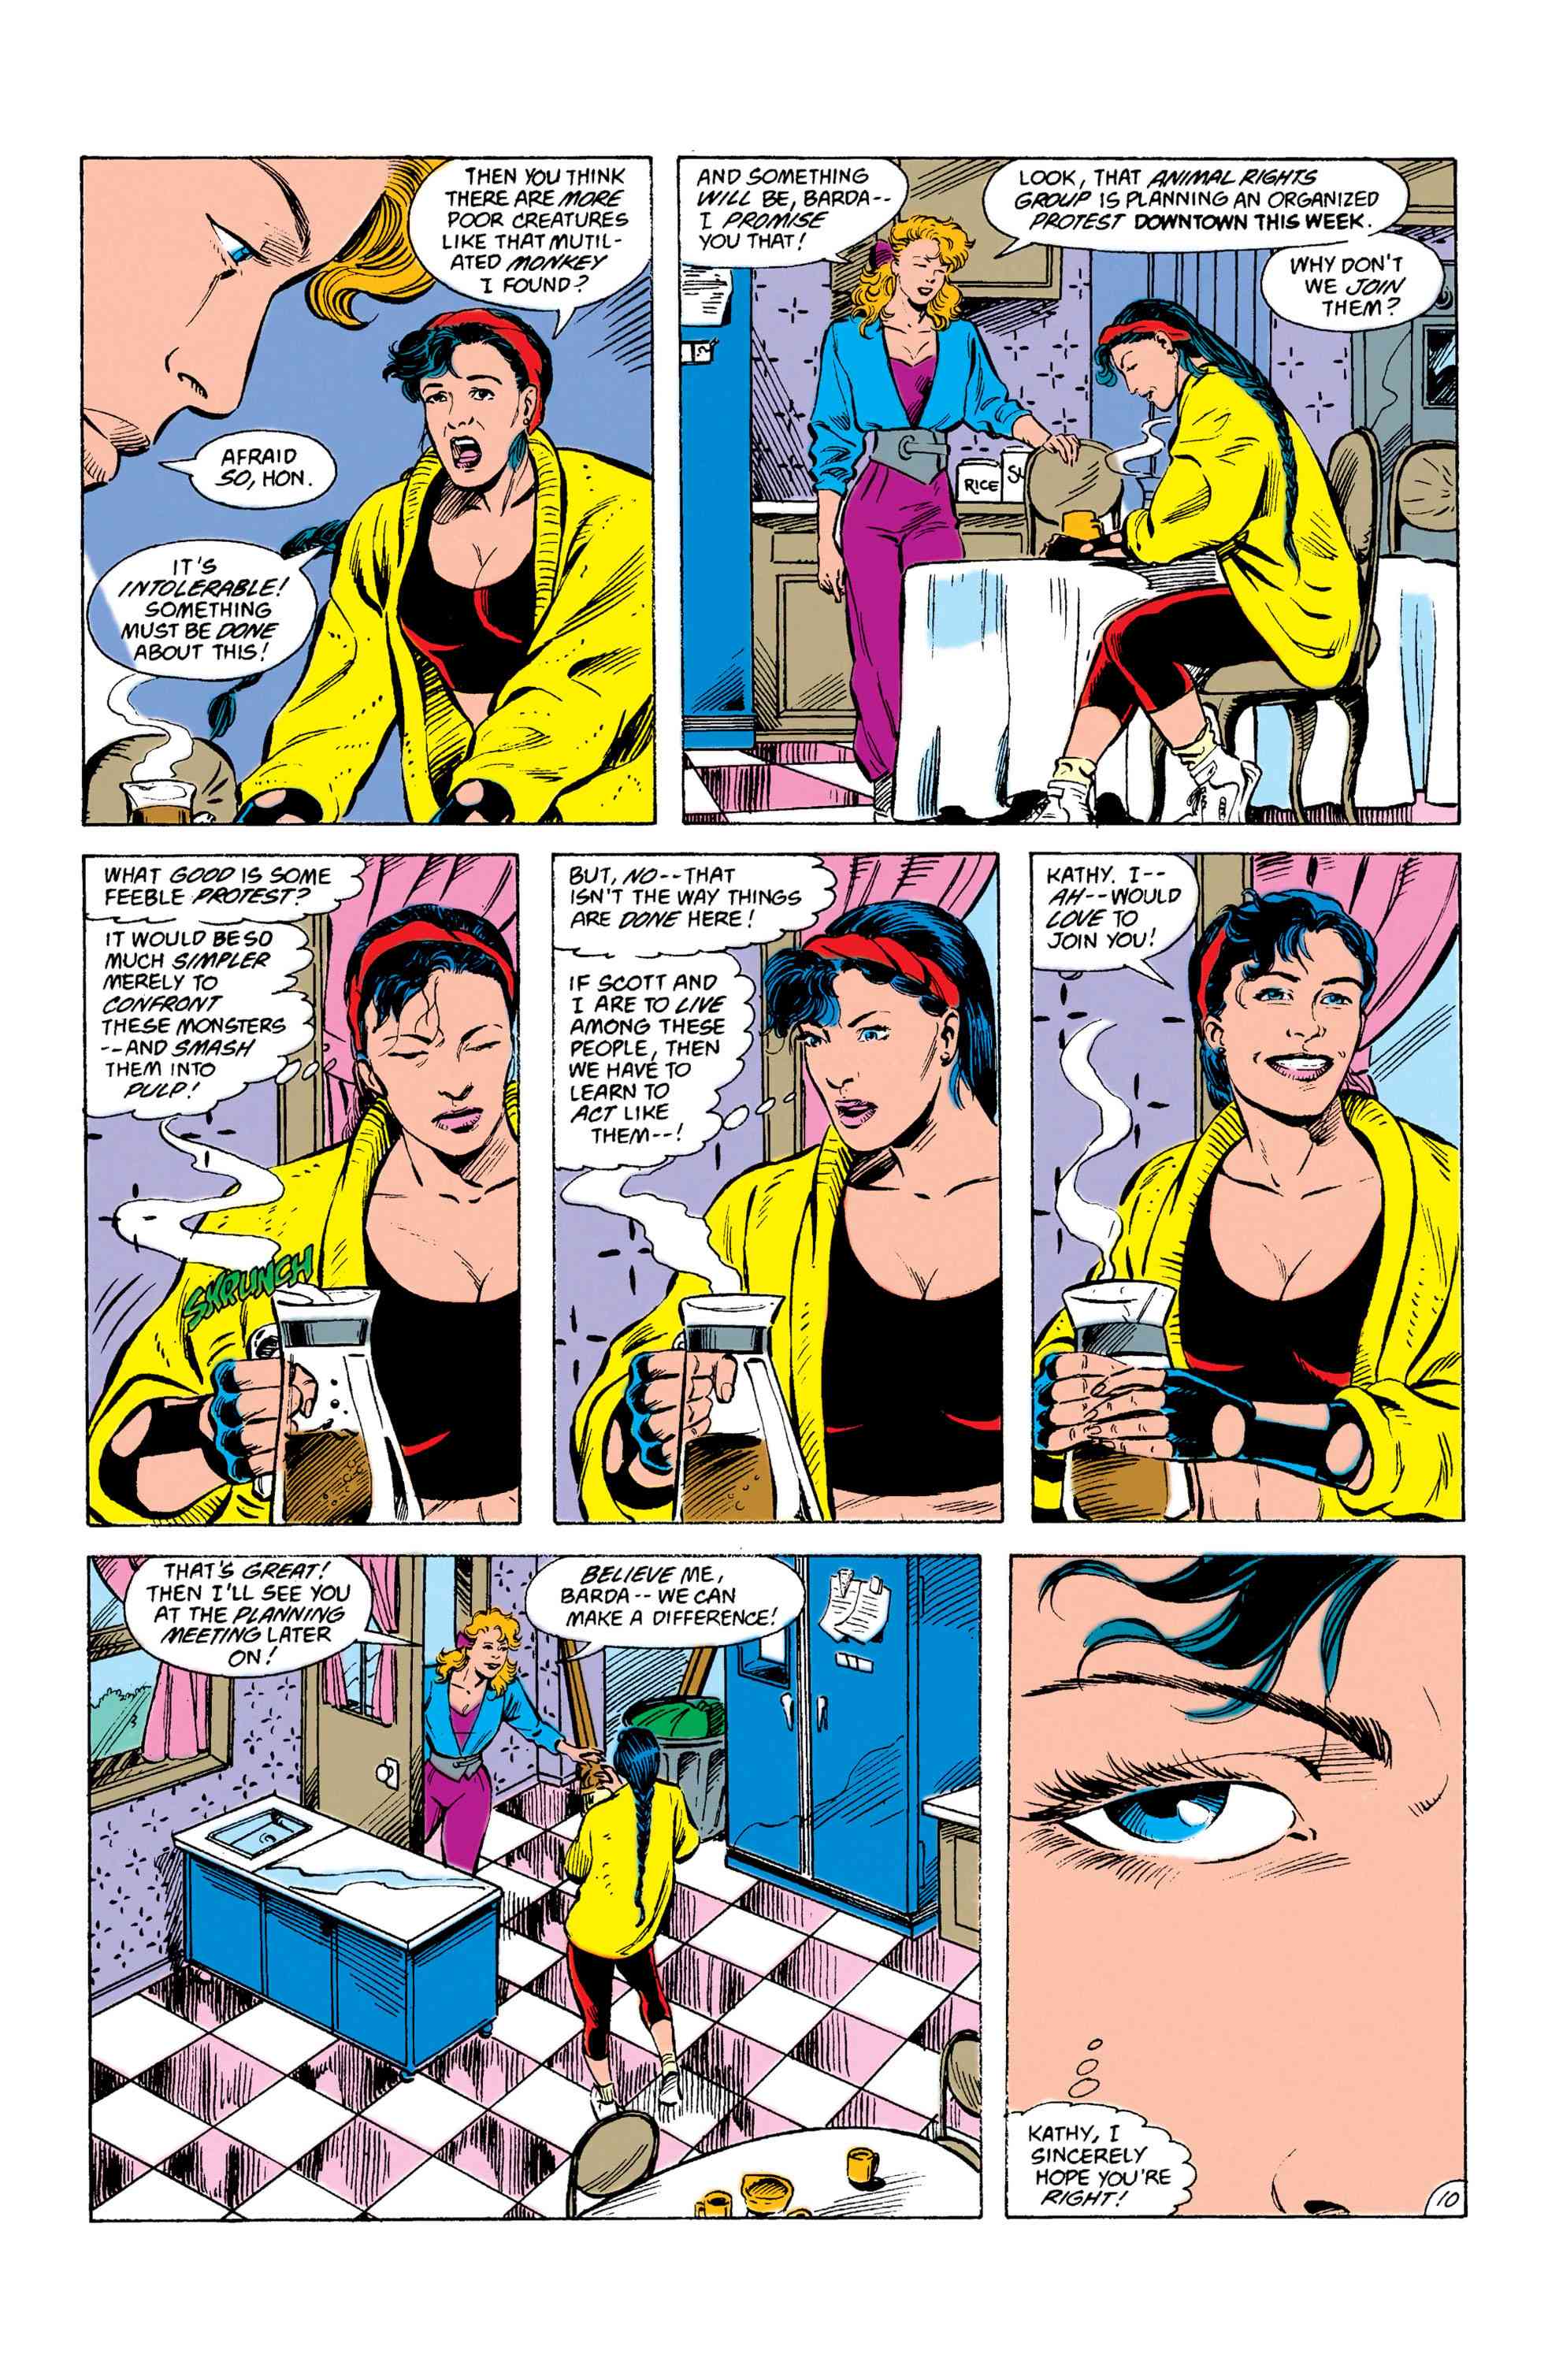 THEN YOU THINK
THERE ARE MORE
POOR CREATURES
LIKE THAT MUTIL-
ATED MONKEY
I FOUND?
AFRAID
SO, HON.
IT'S
INTOLERABLE!
SOMETHING
MUST BE DONE
ABOUT THIS!
AND SOMETHING
WILL BE, BARDA--
I PROMISE
YOU THAT!
LOOK, THAT ANIMAL RIGHTS
GROUP IS PLANNING AN ORGANIZED
PROTEST DOWNTOWN THIS WEEK.
WHY DON'T
WE JOIN
THEM?
RICE
SU
WHAT GOOD IS SOME
FEEBLE PROTEST?
IT WOULD BE SO
MUCH SIMPLER
MERELY TO
CONFRONT
THESE MONSTERS
--AND SMASH
THEM INTO
PULP!
SKRUNCH
BUT, NO--THAT
ISN'T THE WAY THINGS
ARE DONE HERE!
IF SCOTT AND
I ARE TO LIVE
AMONG THESE
PEOPLE, THEN
WE HAVE TO
LEARN TO
ACT LIKE
THEM--!
KATHY. I--
AH--WOULD
LOVE TO
JOIN YOU!
THAT'S GREAT!
THEN I'LL SEE YOU
AT THE PLANNING
MEETING LATER
ON!
BELIEVE ME,
BARDA--WE CAN
MAKE A DIFFERENCE!
KATHY, I
SINCERELY
HOPE YOU'RE
RIGHT!
10